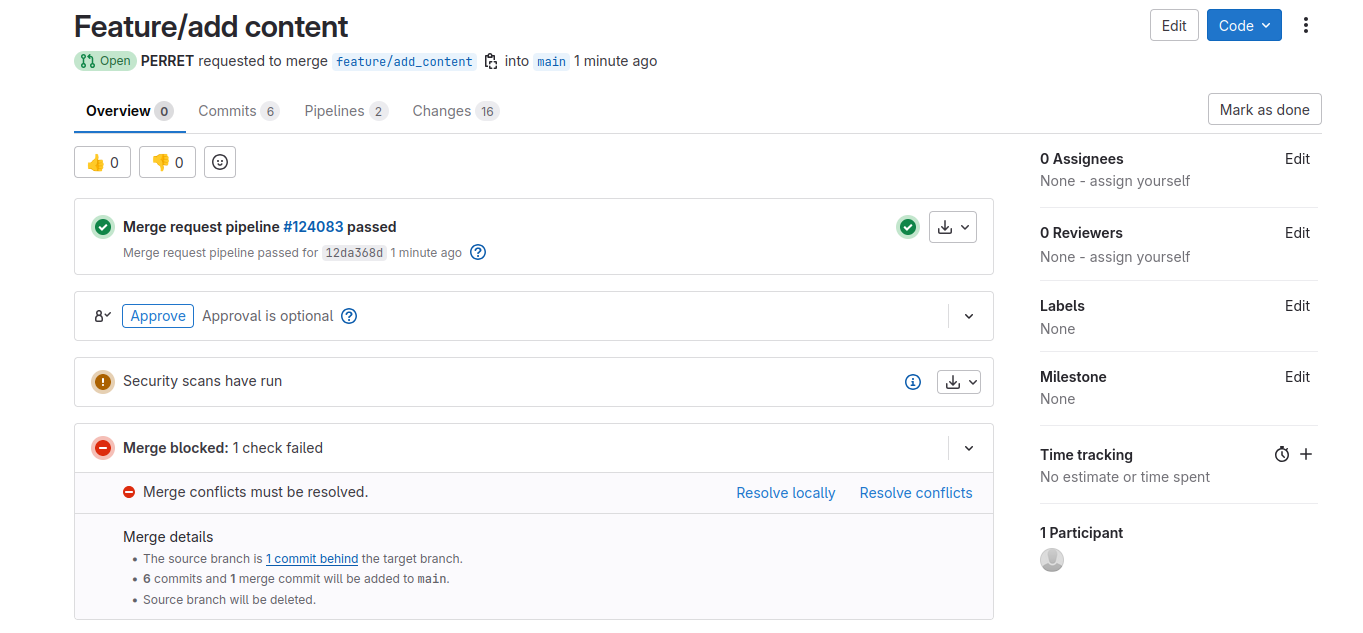 Feature/add content
Edit
Code
Open PERRET requested to merge feature/add_content into main 1 minute ago
Overview 0 Commits 6 Pipelines 2 Changes 16
Mark as done
👍 0 👎 0
Merge request pipeline #124083 passed
Merge request pipeline passed for 12da368d 1 minute ago
Approve Approval is optional
Security scans have run
Merge blocked: 1 check failed
Merge conflicts must be resolved. Resolve locally Resolve conflicts
Merge details
• The source branch is 1 commit behind the target branch.
• 6 commits and 1 merge commit will be added to main.
• Source branch will be deleted.
0 Assignees Edit
None - assign yourself
0 Reviewers Edit
None - assign yourself
Labels Edit
None
Milestone Edit
None
Time tracking
No estimate or time spent
1 Participant